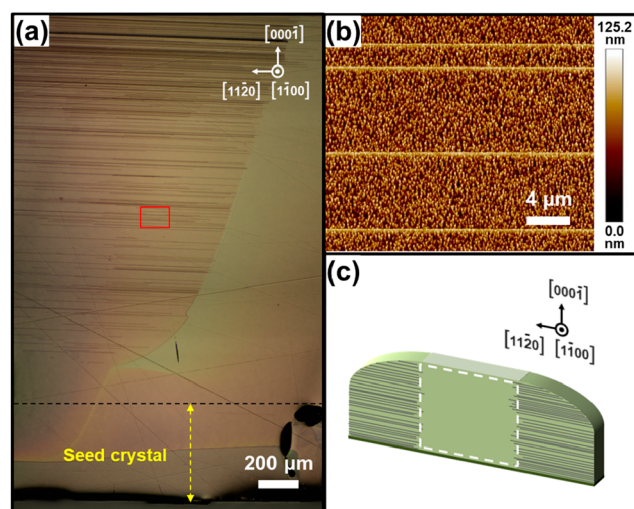 (a)
[0001̄]
[112̄0] [11̄00]
Seed crystal
200 μm
(b)
125.2
nm
4 μm
0.0
nm
(c)
[0001̄]
[112̄0] [11̄00]